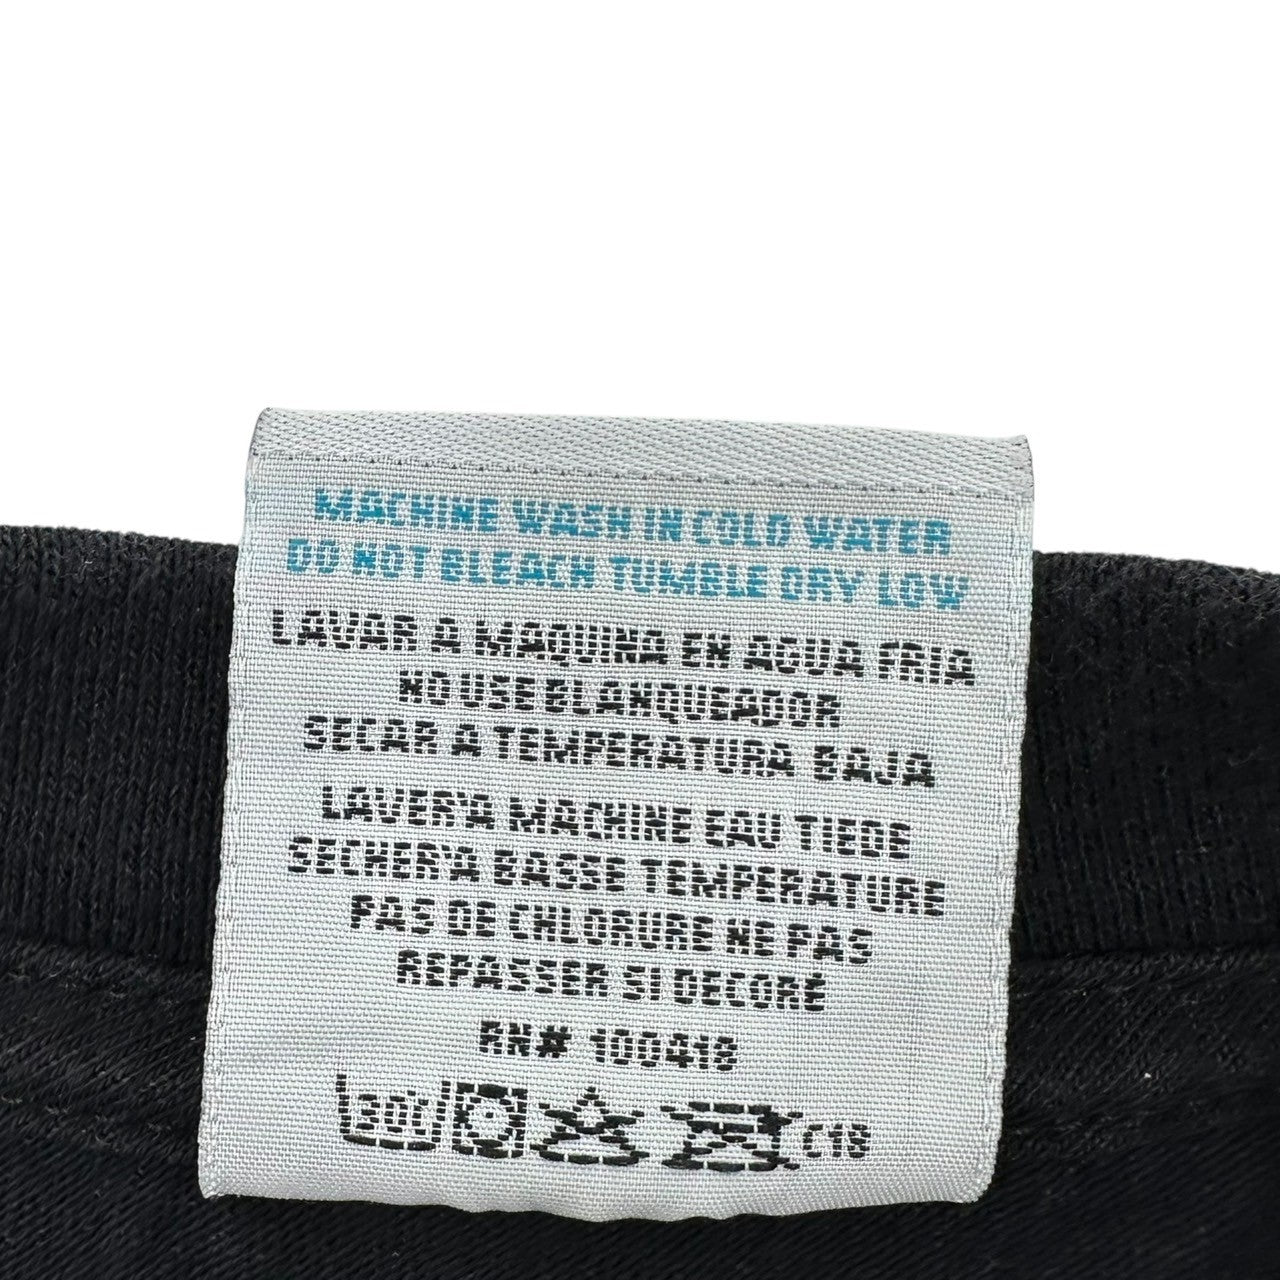 MACHINE WASH IN COLD WATER
DO NOT BLEACH TUMBLE DRY LOW
LAVAR A MAQUINA EN AGUA FRIA
NO USE BLANQUEADOR
SECAR A TEMPERATURA BAJA
LAVER'A MACHINE EAU TIEDE
SECHER'A BASSE TEMPERATURE
PAS DE CHLORURE NE PAS
REPASSER SI DECORÉ
RN# 100418
30C C18